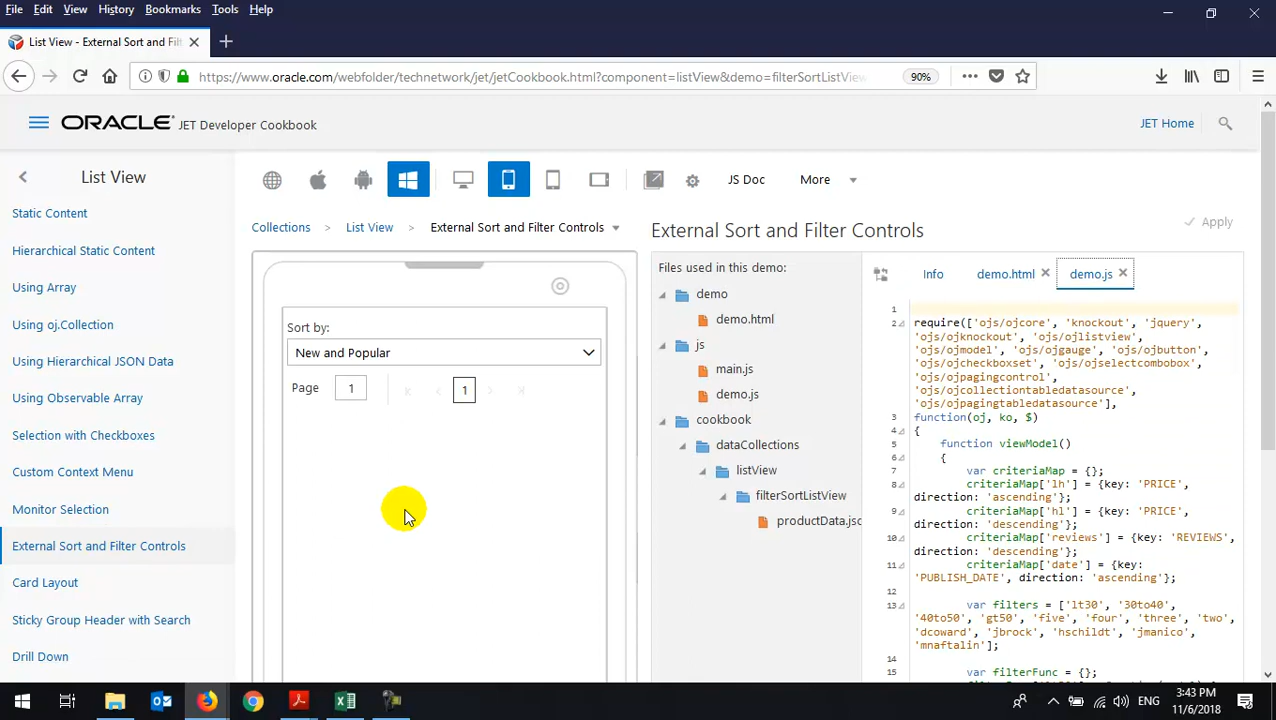 File Edit View History Bookmarks Tools Help
List View - External Sort and Filt
https://www.oracle.com/webfolder/technetwork/jet/jetCookbook.html?component=listView&demo=filterSortListView
90%
ORACLE JET Developer Cookbook
JET Home
List View
JS Doc
More
Static Content
Hierarchical Static Content
Using Array
Using oj.Collection
Using Hierarchical JSON Data
Using Observable Array
Selection with Checkboxes
Custom Context Menu
Monitor Selection
External Sort and Filter Controls
Card Layout
Sticky Group Header with Search
Drill Down
Collections > List View > External Sort and Filter Controls
Sort by:
New and Popular
Page 1 1
External Sort and Filter Controls
Apply
Files used in this demo:
demo
demo.html
js
main.js
demo.js
cookbook
dataCollections
listView
filterSortListView
productData.jsc
Info demo.html demo.js
1
2 require(['ojs/ojcore', 'knockout', 'jquery',
'ojs/ojknockout', 'ojs/ojlistview',
'ojs/ojmodel', 'ojs/ojgauge', 'ojs/ojbutton',
'ojs/ojcheckboxset', 'ojs/ojselectcombobox',
'ojs/ojpagingcontrol',
'ojs/ojcollectiontabledatasource',
'ojs/ojpagingtabledatasource'],
3 function(oj, ko, $)
4 {
5 function viewModel()
6 {
7 var criteriaMap = {};
8 criteriaMap['lh'] = {key: 'PRICE',
direction: 'ascending'};
9 criteriaMap['hl'] = {key: 'PRICE',
direction: 'descending'};
10 criteriaMap['reviews'] = {key: 'REVIEWS',
direction: 'descending'};
11 criteriaMap['date'] = {key:
'PUBLISH_DATE', direction: 'ascending'};
12
13 var filters = ['lt30', '30to40',
'40to50', 'gt50', 'five', 'four', 'three', 'two',
'dcoward', 'jbrock', 'hschildt', 'jmanico',
'mnaftalin'];
14
15 var filterFunc = {};
ENG
3:43 PM
11/6/2018